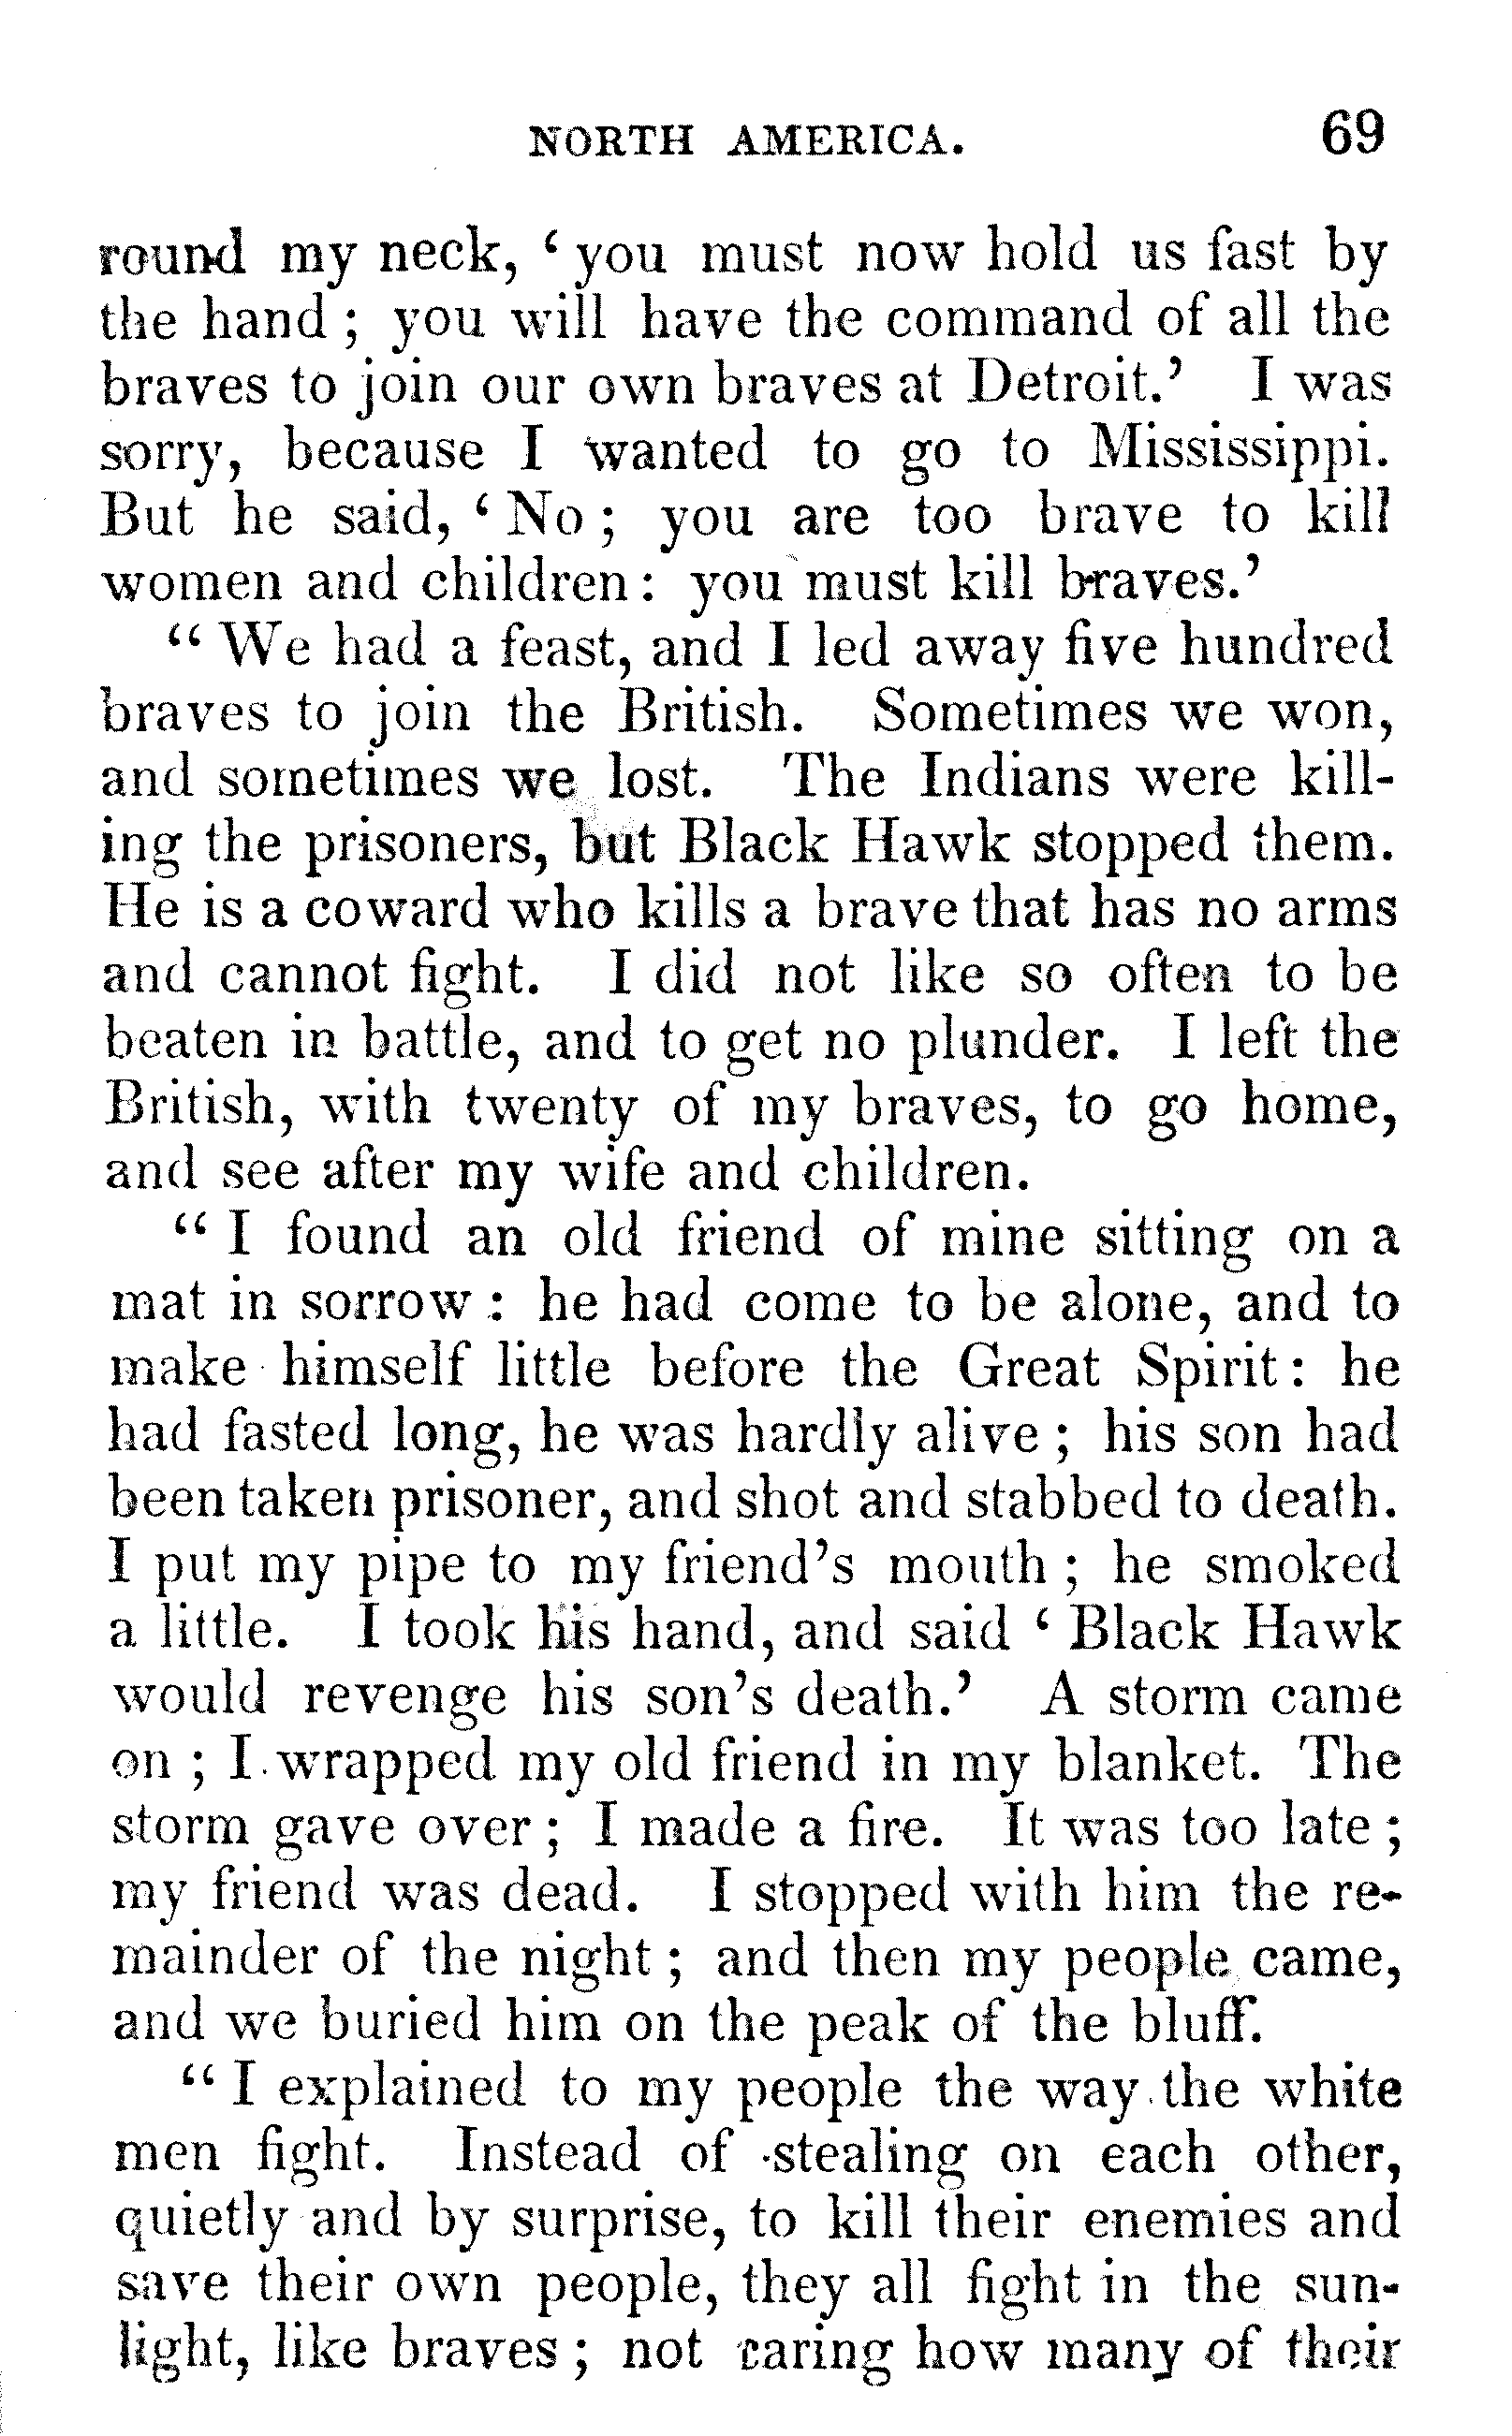 NORTH AMERICA. 69
round my neck, ‘ you must now hold us fast by
the hand ; you will have the command of all the
braves to join our own braves at Detroit.’ I was
sorry, because I wanted to go to Mississippi.
But he said, ‘ No ; you are too brave to kill
women and children : you must kill braves.’
“ We had a feast, and I led away five hundred
braves to join the British. Sometimes we won,
and sometimes we lost. The Indians were kill-
ing the prisoners, but Black Hawk stopped them.
He is a coward who kills a brave that has no arms
and cannot fight. I did not like so often to be
beaten in battle, and to get no plunder. I left the
British, with twenty of my braves, to go home,
and see after my wife and children.
“ I found an old friend of mine sitting on a
mat in sorrow : he had come to be alone, and to
make himself little before the Great Spirit : he
had fasted long, he was hardly alive ; his son had
been taken prisoner, and shot and stabbed to death.
I put my pipe to my friend’s mouth ; he smoked
a little. I took his hand, and said ‘ Black Hawk
would revenge his son’s death.’ A storm came
on ; I wrapped my old friend in my blanket. The
storm gave over ; I made a fire. It was too late ;
my friend was dead. I stopped with him the re-
mainder of the night ; and then my people came,
and we buried him on the peak of the bluff.
“ I explained to my people the way the white
men fight. Instead of stealing on each other,
quietly and by surprise, to kill their enemies and
save their own people, they all fight in the sun-
light, like braves ; not caring how many of their